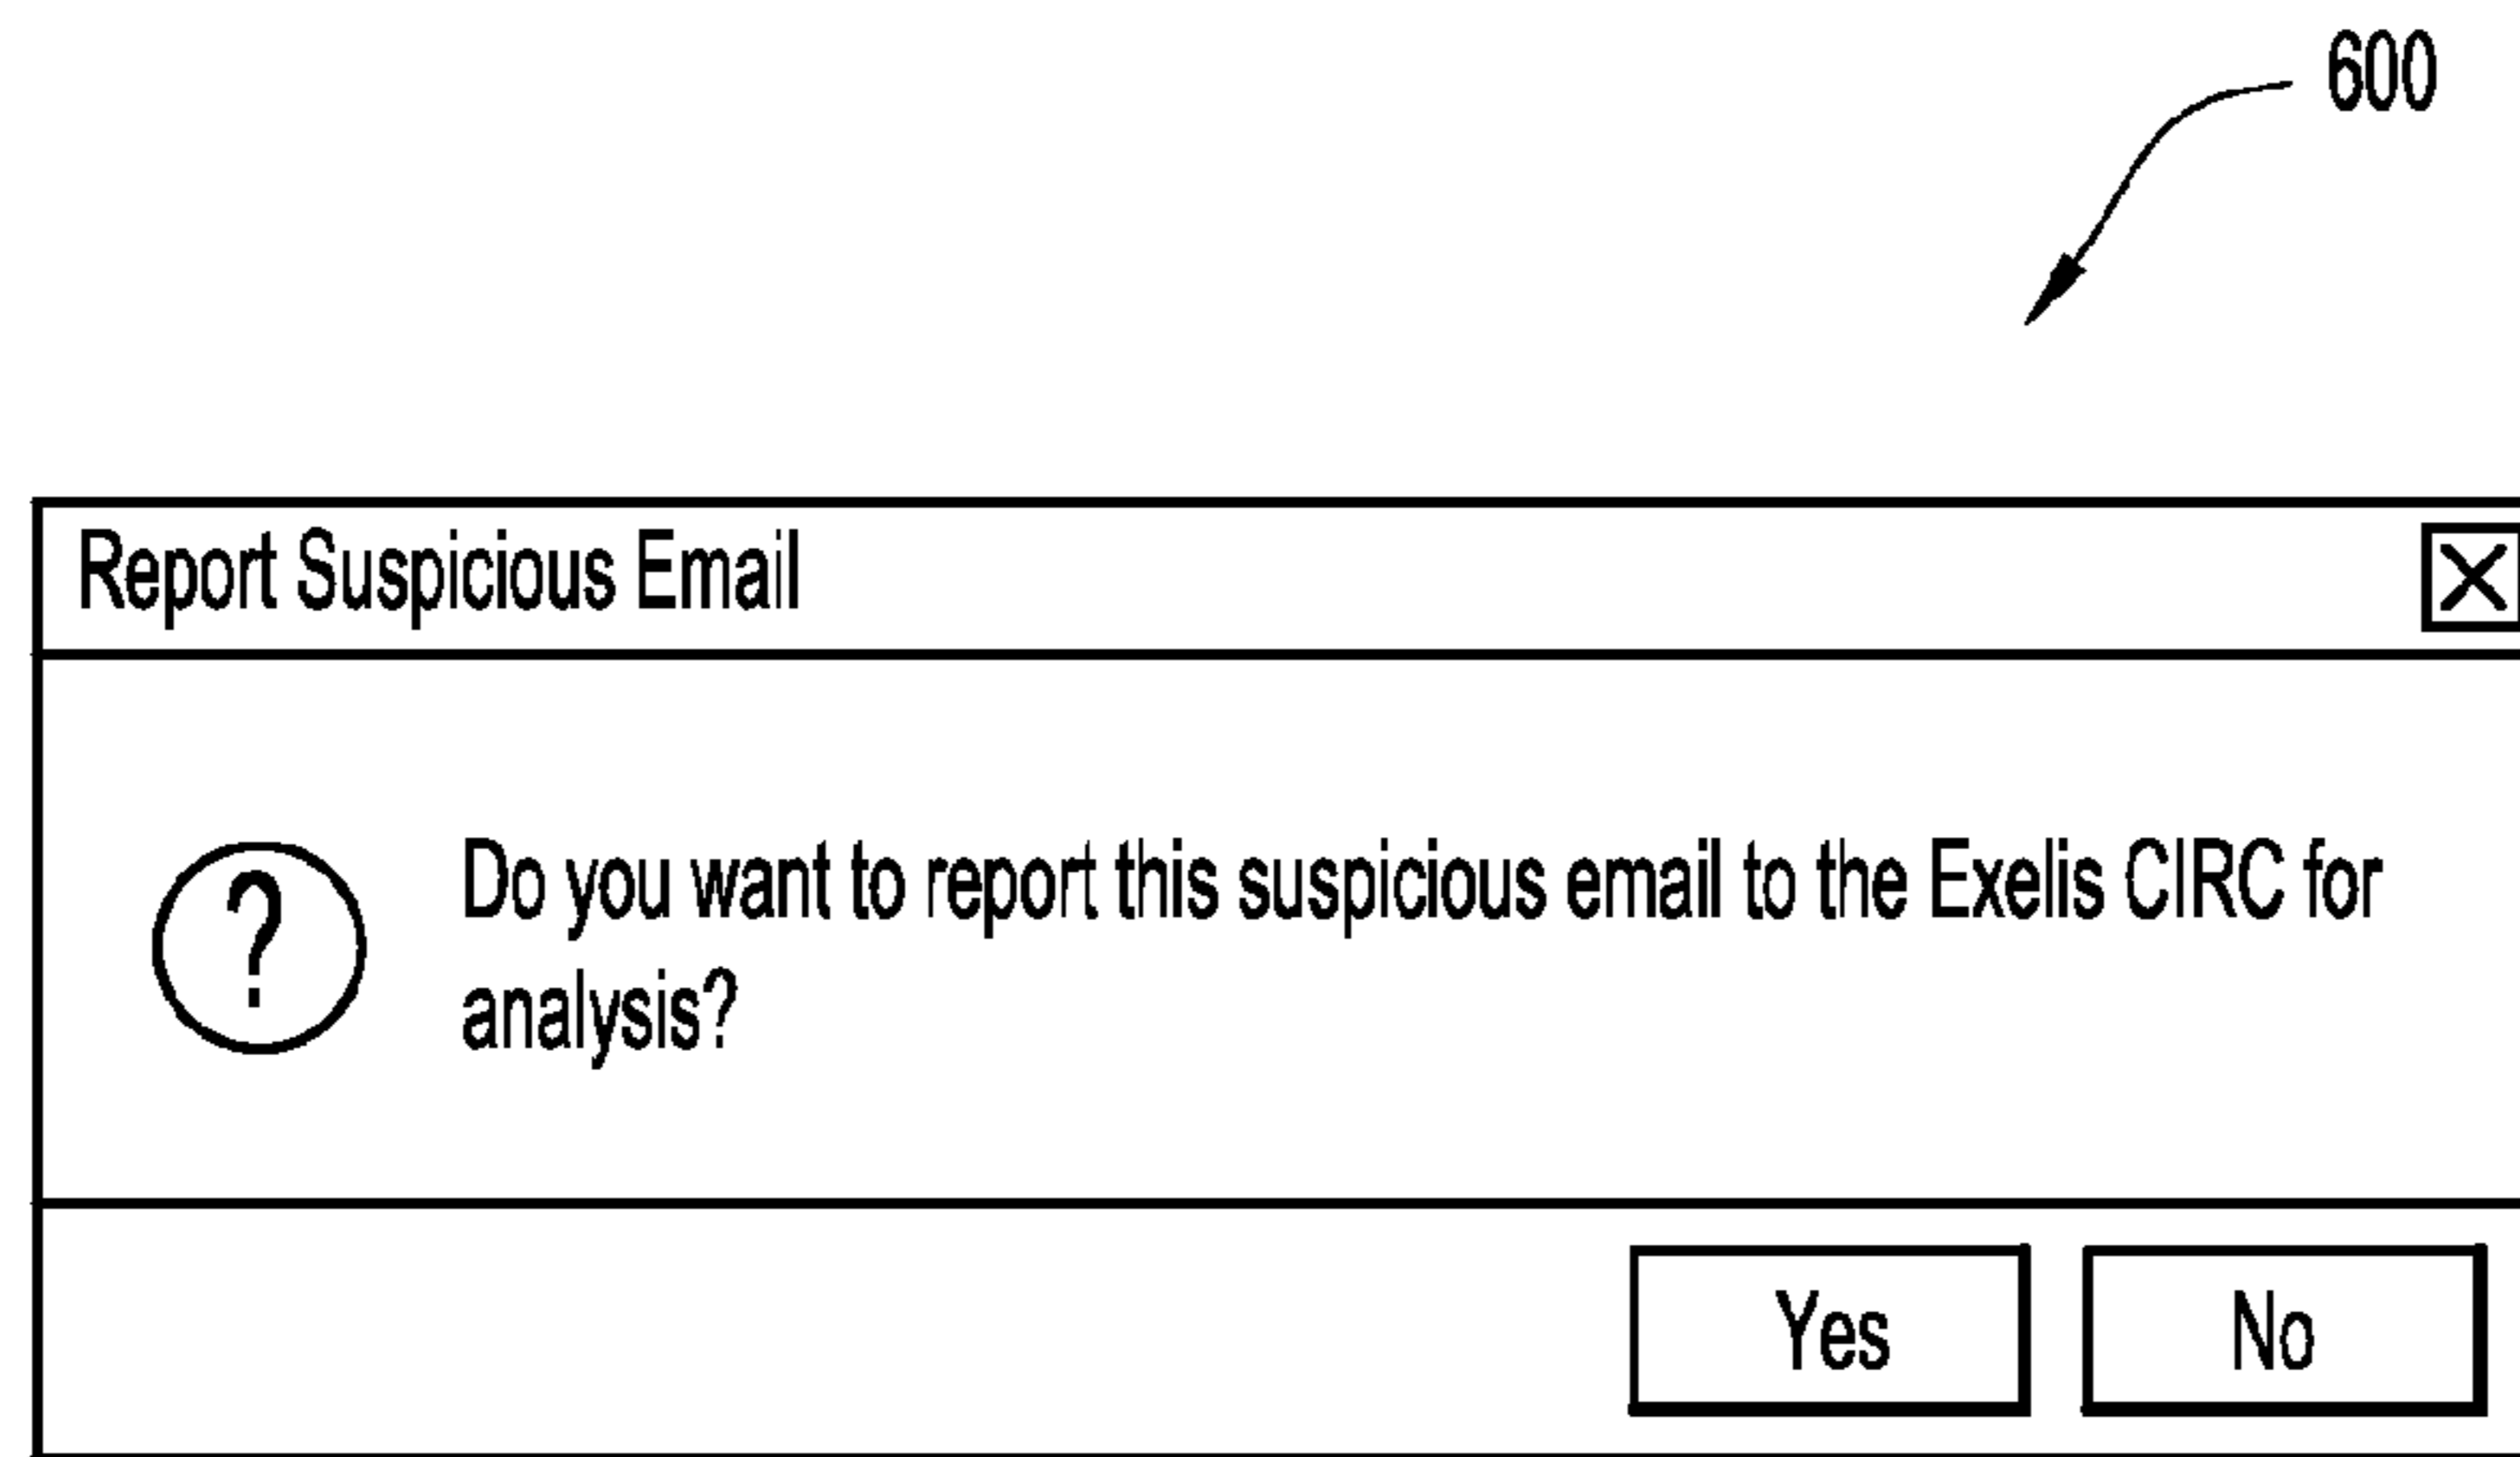 600
Report Suspicious Email
?
Do you want to report this suspicious email to the Exelis CIRC for
analysis?
Yes No